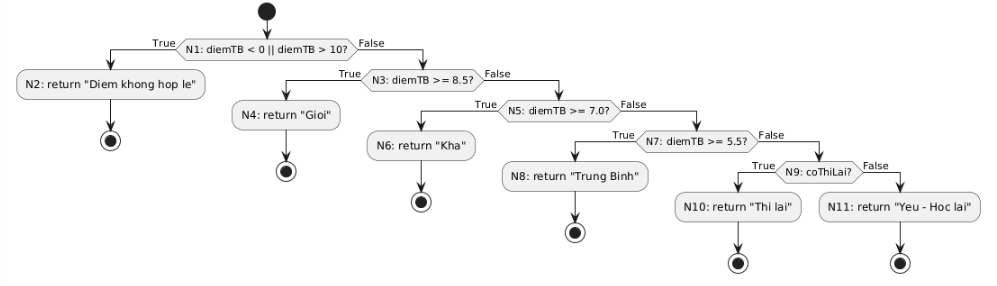 True
N1: diemTB < 0 || diemTB > 10?
False
N2: return "Diem khong hop le"
True
N3: diemTB >= 8.5?
False
N4: return "Gioi"
True
N5: diemTB >= 7.0?
False
N6: return "Kha"
True
N7: diemTB >= 5.5?
False
N8: return "Trung Binh"
True
N9: coThiLai?
False
N10: return "Thi lai"
N11: return "Yeu - Hoc lai"